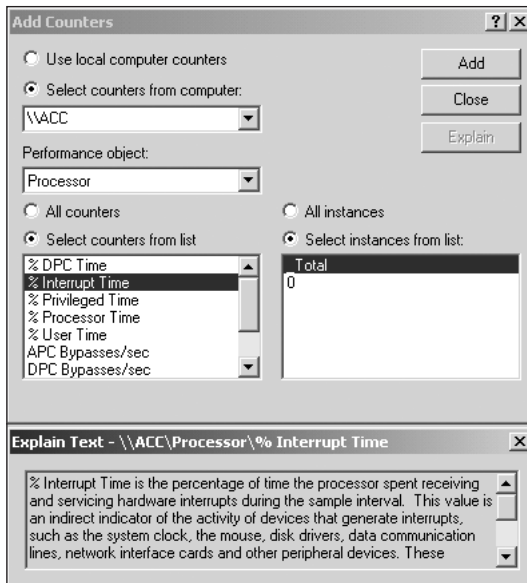 Add Counters
Use local computer counters
Select counters from computer:
\\ACC
Performance object:
Processor
All counters
Select counters from list
% DPC Time
% Interrupt Time
% Privileged Time
% Processor Time
% User Time
APC Bypasses/sec
DPC Bypasses/sec
All instances
Select instances from list:
_Total
0
Add
Close
Explain
Explain Text - \\ACC\Processor\% Interrupt Time
% Interrupt Time is the percentage of time the processor spent receiving
and servicing hardware interrupts during the sample interval. This value is
an indirect indicator of the activity of devices that generate interrupts,
such as the system clock, the mouse, disk drivers, data communication
lines, network interface cards and other peripheral devices. These